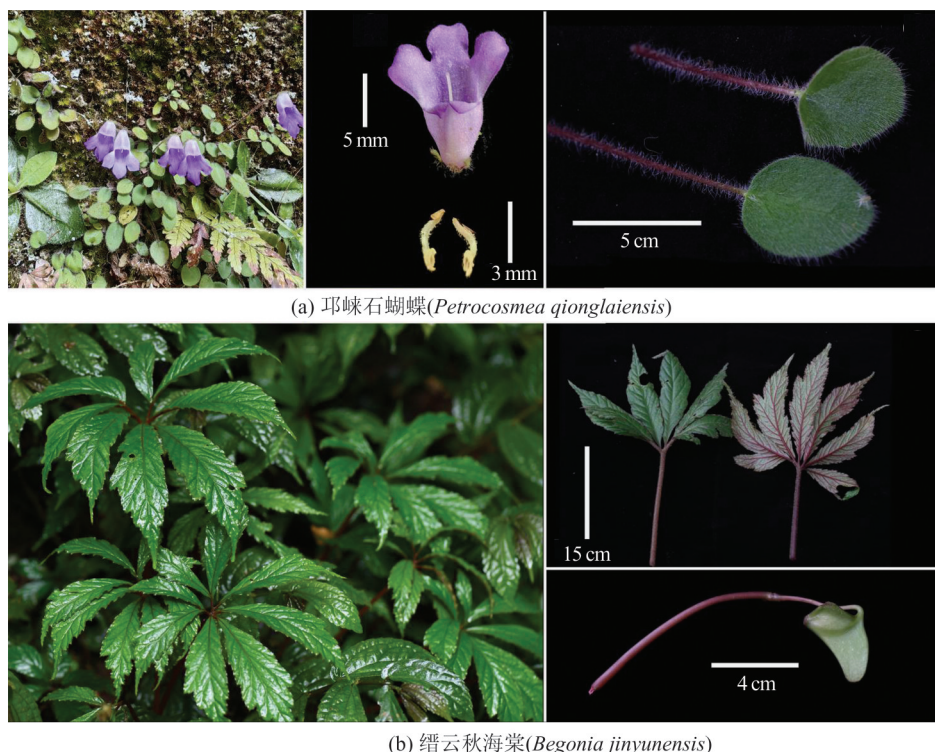 5 mm
3 mm
5 cm
(a) 邛崃石蝴蝶(Petrocosmea qionglaiensis)
15 cm
4 cm
(b) 缙云秋海棠(Begonia jinyunensis)